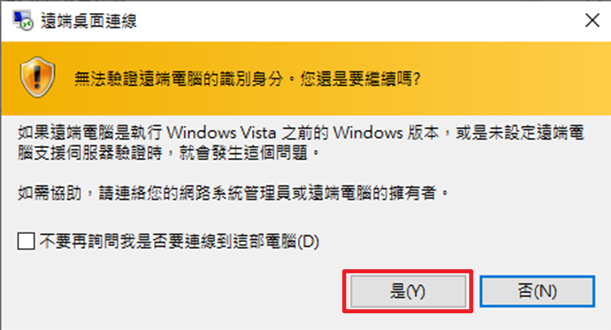 遠端桌面連線
無法驗證遠端電腦的識別身分。您還是要繼續嗎?
如果遠端電腦是執行 Windows Vista 之前的 Windows 版本，或是未設定遠端電
腦支援伺服器驗證時，就會發生這個問題。
如需協助，請連絡您的網路系統管理員或遠端電腦的擁有者。
不要再詢問我是否要連線到這部電腦(D)
是(Y)
否(N)